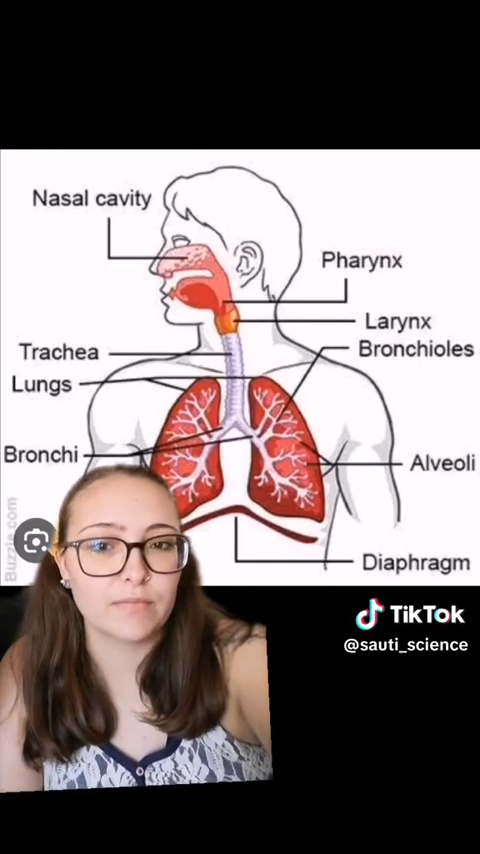 Nasal cavity
Pharynx
Larynx
Trachea
Bronchioles
Lungs
Bronchi
Alveoli
Diaphragm
Buzzle.com
TikTok
@sauti_science